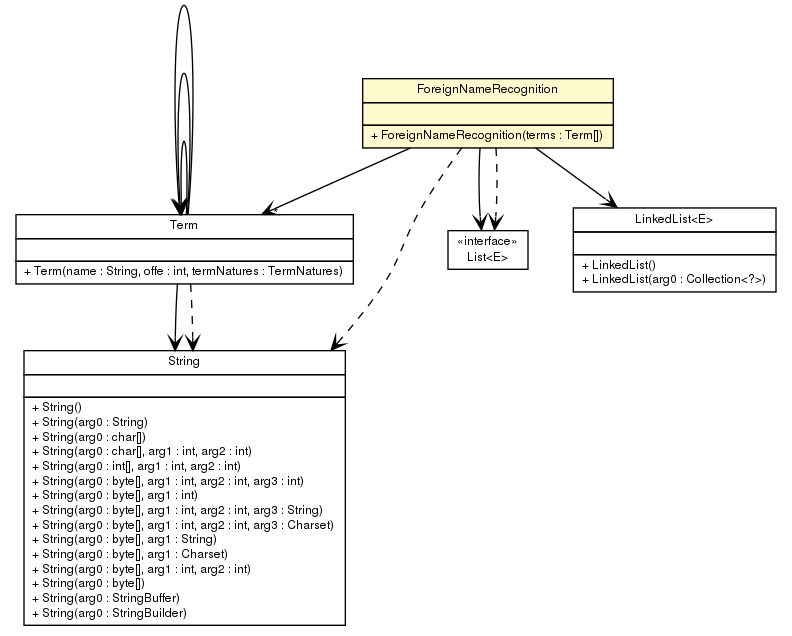 ForeignNameRecognition
+ ForeignNameRecognition(terms : Term[])
*
Term
+ Term(name : String, offe : int, termNatures : TermNatures)
«interface»
List<E>
LinkedList<E>
+ LinkedList()
+ LinkedList(arg0 : Collection<?>)
String
+ String()
+ String(arg0 : String)
+ String(arg0 : char[])
+ String(arg0 : char[], arg1 : int, arg2 : int)
+ String(arg0 : int[], arg1 : int, arg2 : int)
+ String(arg0 : byte[], arg1 : int, arg2 : int, arg3 : int)
+ String(arg0 : byte[], arg1 : int)
+ String(arg0 : byte[], arg1 : int, arg2 : int, arg3 : String)
+ String(arg0 : byte[], arg1 : int, arg2 : int, arg3 : Charset)
+ String(arg0 : byte[], arg1 : String)
+ String(arg0 : byte[], arg1 : Charset)
+ String(arg0 : byte[], arg1 : int, arg2 : int)
+ String(arg0 : byte[])
+ String(arg0 : StringBuffer)
+ String(arg0 : StringBuilder)